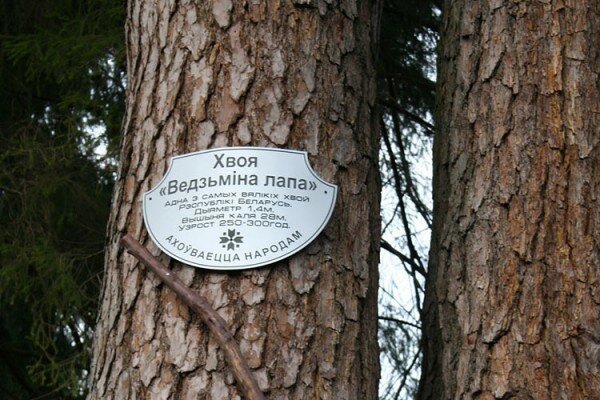 Хвоя
«Ведзьміна лапа»
Адна з самых вялікіх хвой
Рэспублікі Беларусь.
Дыяметр 1,4м.
Вышыня каля 28м.
Узрост 250-300год.
Ахоўваецца народам